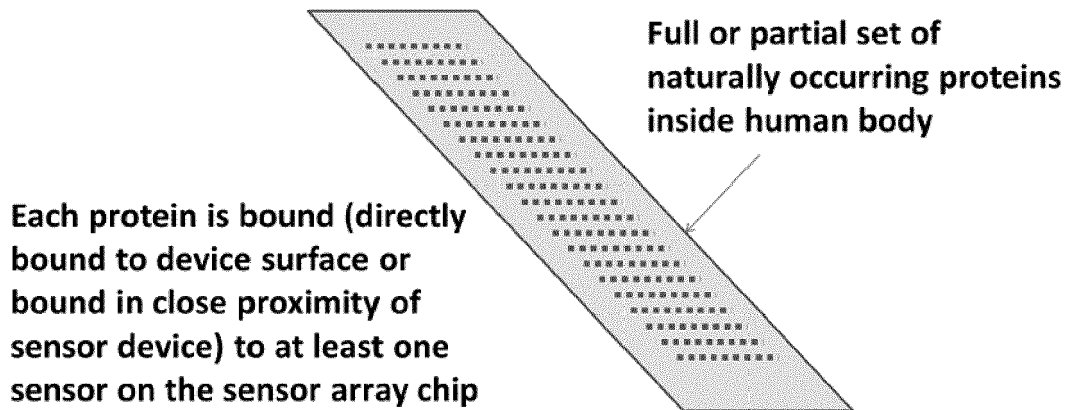 Full or partial set of
naturally occurring proteins
inside human body
Each protein is bound (directly
bound to device surface or
bound in close proximity of
sensor device) to at least one
sensor on the sensor array chip